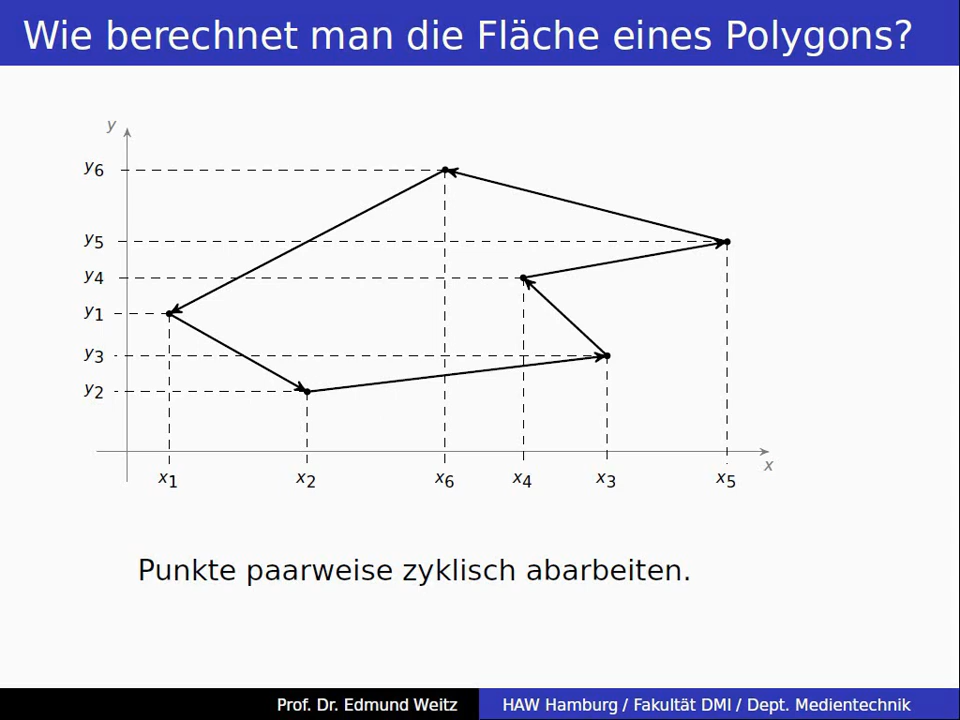 Wie berechnet man die Fläche eines Polygons?
y
y6
y5
y4
y1
y3
y2
x
x1 x2 x6 x4 x3 x5
Punkte paarweise zyklisch abarbeiten.
Prof. Dr. Edmund Weitz HAW Hamburg / Fakultät DMI / Dept. Medientechnik